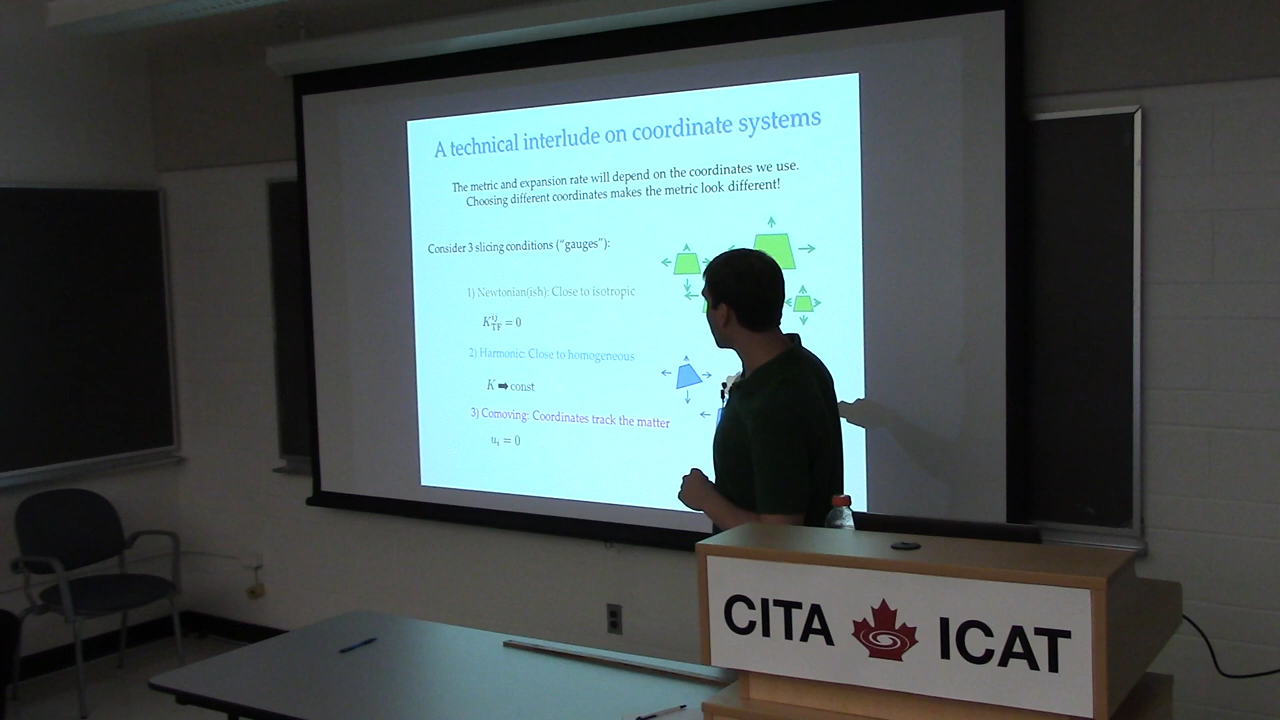 A technical interlude on coordinate systems
The metric and expansion rate will depend on the coordinates we use.
Choosing different coordinates makes the metric look different!
Consider 3 slicing conditions ("gauges"):
1) Newtonian(ish): Close to isotropic
K^{ij}_{TF} = 0
2) Harmonic: Close to homogeneous
K ➡ const
3) Comoving: Coordinates track the matter
u_i = 0
CITA ICAT